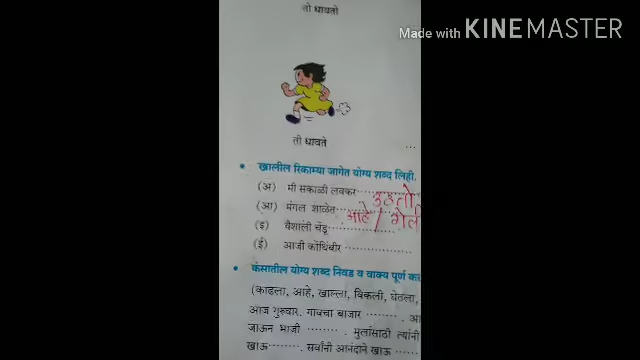 तो धावतो
Made with KINEMASTER
ती धावते
• खालील रिकाम्या जागेत योग्य शब्द लिही.
(अ) मी सकाळी लवकर ........ उठतो
(आ) मंगल शाळेत ........ आहे / गेली
(इ) वैशाली चेंडू ........
(ई) आजी कोथिंबीर ........
• कंसातील योग्य शब्द निवड व वाक्य पूर्ण
(काढला, आहे, खाल्ला, विकली, घेतला,
आज गुरुवार. गावचा बाजार ........ .
जाऊन भाजी ........ . मुलांसाठी त्यांनी
खाऊ ........ . सर्वांनी आनंदाने खाऊ ........